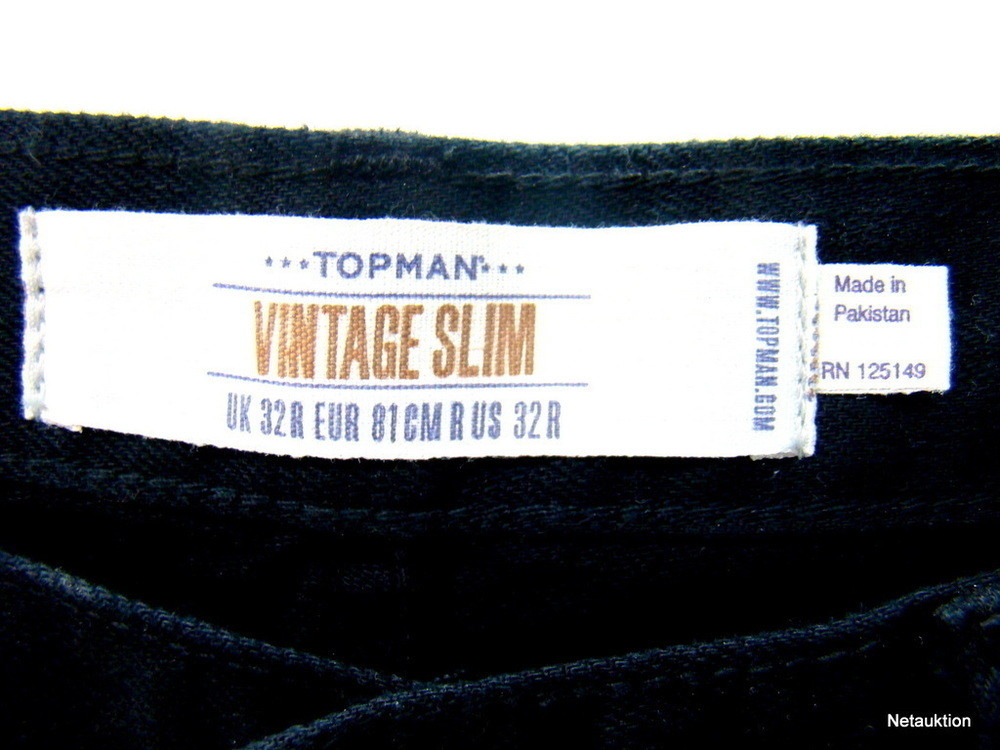 TOPMAN
VINTAGE SLIM
UK 32R EUR 81CM R US 32R
WWW.TOPMAN.COM
Made in
Pakistan
RN 125149
Netauktion